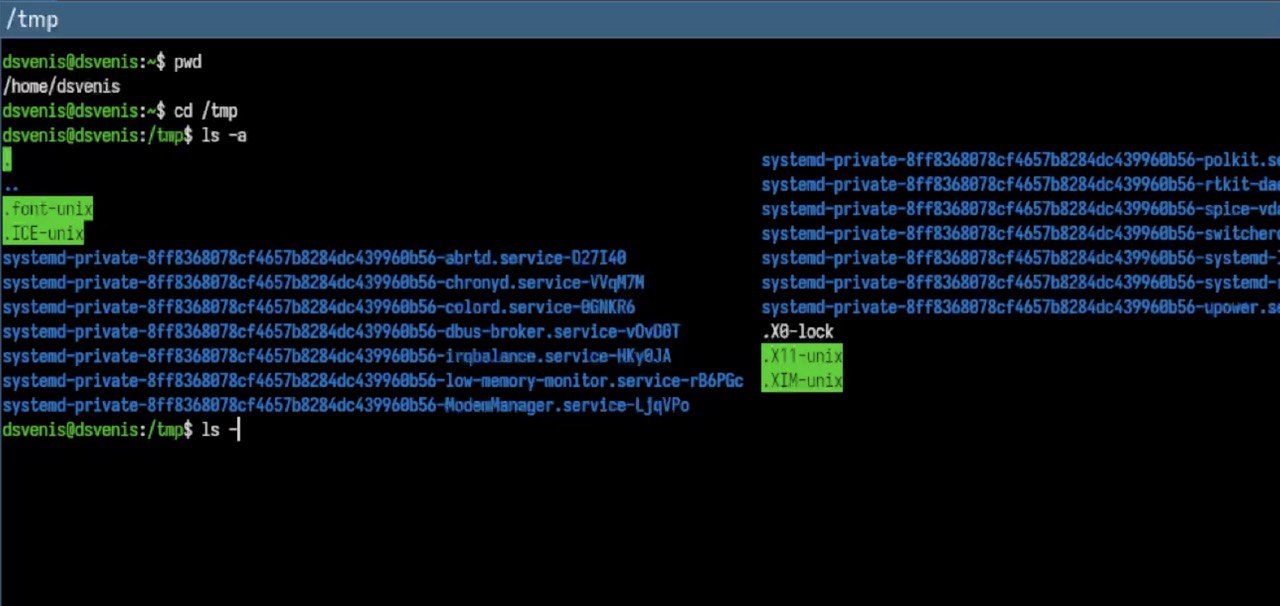 /tmp
dsvenis@dsvenis:~$ pwd
/home/dsvenis
dsvenis@dsvenis:~$ cd /tmp
dsvenis@dsvenis:/tmp$ ls -a
.
..
.font-unix
.ICE-unix
systemd-private-8ff8368078cf4657b8284dc439960b56-abrtd.service-D27I40
systemd-private-8ff8368078cf4657b8284dc439960b56-chronyd.service-VVqM7M
systemd-private-8ff8368078cf4657b8284dc439960b56-colord.service-0GNKR6
systemd-private-8ff8368078cf4657b8284dc439960b56-dbus-broker.service-vOvD0T
systemd-private-8ff8368078cf4657b8284dc439960b56-irqbalance.service-NKy0JA
systemd-private-8ff8368078cf4657b8284dc439960b56-low-memory-monitor.service-rB6PGc
systemd-private-8ff8368078cf4657b8284dc439960b56-ModemManager.service-LjqVPo
systemd-private-8ff8368078cf4657b8284dc439960b56-polkit.se
systemd-private-8ff8368078cf4657b8284dc439960b56-rtkit-dae
systemd-private-8ff8368078cf4657b8284dc439960b56-spice-vda
systemd-private-8ff8368078cf4657b8284dc439960b56-switchero
systemd-private-8ff8368078cf4657b8284dc439960b56-systemd-
systemd-private-8ff8368078cf4657b8284dc439960b56-systemd-
systemd-private-8ff8368078cf4657b8284dc439960b56-upower.se
.X0-lock
.X11-unix
.XIM-unix
dsvenis@dsvenis:/tmp$ ls -